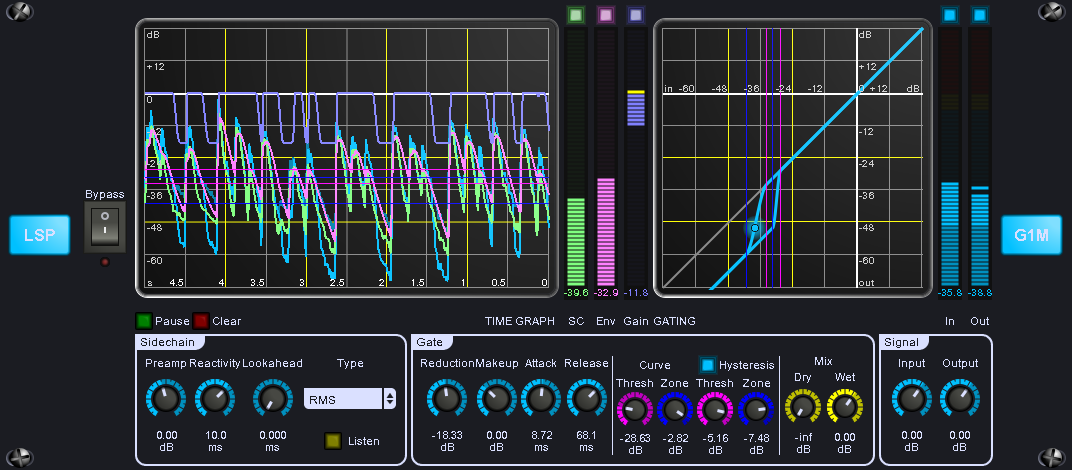 dB
+12
0
-12
-24
-36
-48
-60
s 4.5 4 3.5 3 2.5 2 1.5 1 0.5 0
-39.6 -32.9 -11.8
dB
+12
in -60 -48 -36 -24 -12 0 +12 dB
-12
-24
-36
-48
-60
out
-35.8 -38.8
Bypass
LSP
G1M
Pause Clear TIME GRAPH SC Env Gain GATING In Out
Sidechain
Preamp Reactivity Lookahead Type
RMS
0.00 10.0 0.000
dB ms ms
Listen
Gate
Reduction Makeup Attack Release
-18.33 0.00 8.72 68.1
dB dB ms ms
Curve Hysteresis
Thresh Zone Thresh Zone
-28.63 -2.82 -5.16 -7.48
dB dB dB dB
Mix
Dry Wet
-inf 0.00
dB dB
Signal
Input Output
0.00 0.00
dB dB